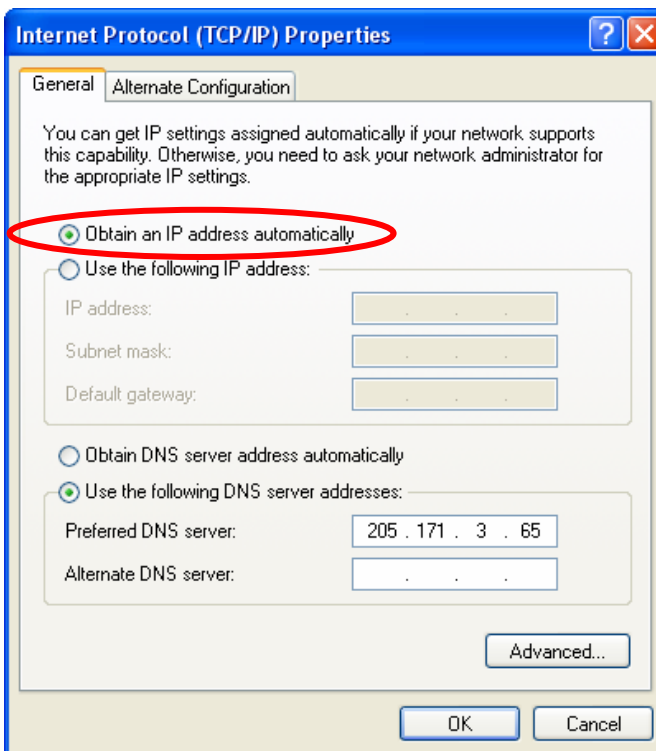 Internet Protocol (TCP/IP) Properties
General
Alternate Configuration
You can get IP settings assigned automatically if your network supports
this capability. Otherwise, you need to ask your network administrator for
the appropriate IP settings.
Obtain an IP address automatically
Use the following IP address:
IP address:
Subnet mask:
Default gateway:
Obtain DNS server address automatically
Use the following DNS server addresses:
Preferred DNS server: 205 . 171 . 3 . 65
Alternate DNS server:
Advanced...
OK Cancel